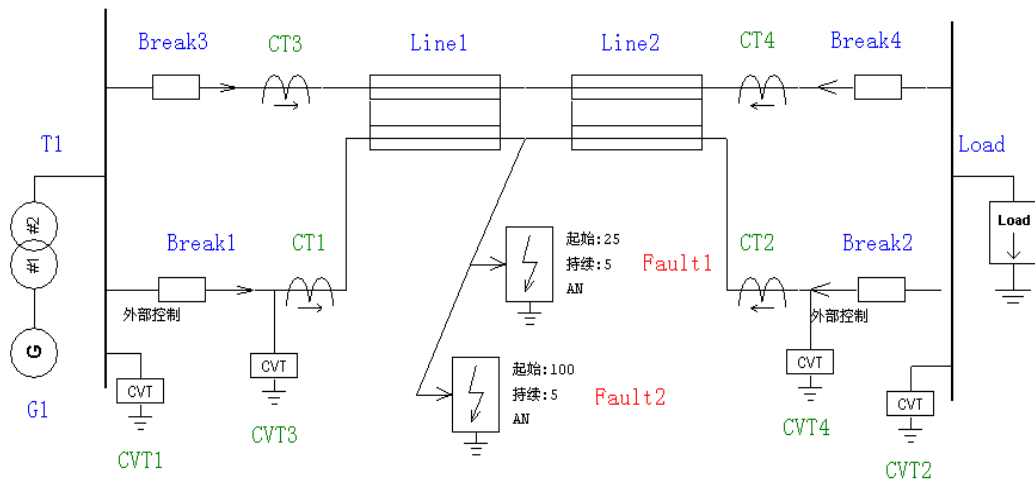 Break3
CT3
Line1
Line2
CT4
Break4
T1
Load
#2
#1
Break1
CT1
起始:25
持续:5
AN
Fault1
CT2
Break2
Load
外部控制
外部控制
G
CVT
CVT
CVT
CVT
起始:100
持续:5
AN
Fault2
G1
CVT1
CVT3
CVT4
CVT2